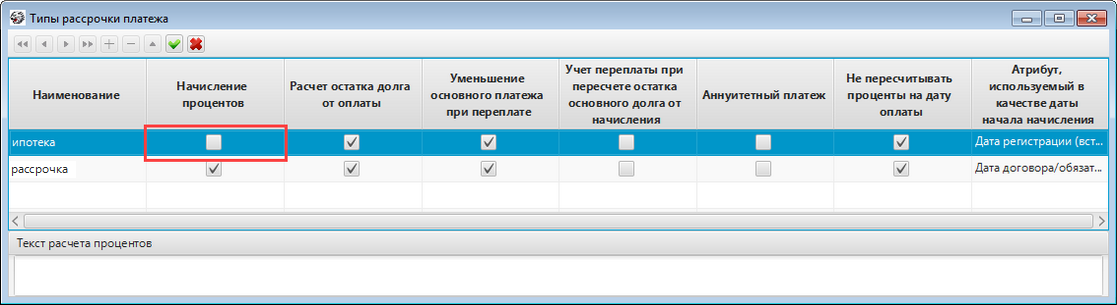 Типы рассрочки платежа
Наименование
Начисление
процентов
Расчет остатка долга
от оплаты
Уменьшение
основного платежа
при переплате
Учет переплаты при
пересчете остатка
основного долга от
начисления
Аннуитетный платеж
Не пересчитывать
проценты на дату
оплаты
Атрибут,
используемый в
качестве даты
начала начисления
ипотека
Дата регистрации (вст...
рассрочка
Дата договора/обязат...
Текст расчета процентов